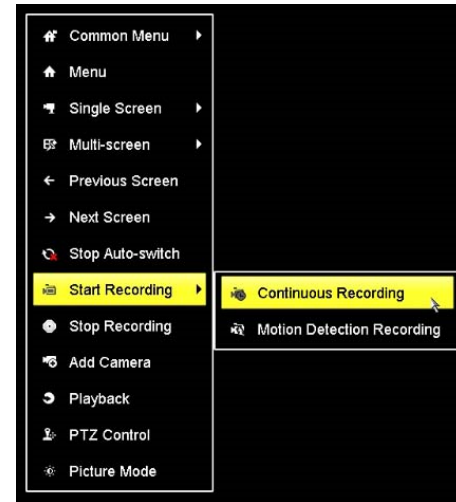 Common Menu
Menu
Single Screen
Multi-screen
Previous Screen
Next Screen
Stop Auto-switch
Start Recording
Continuous Recording
Stop Recording
Motion Detection Recording
Add Camera
Playback
PTZ Control
Picture Mode